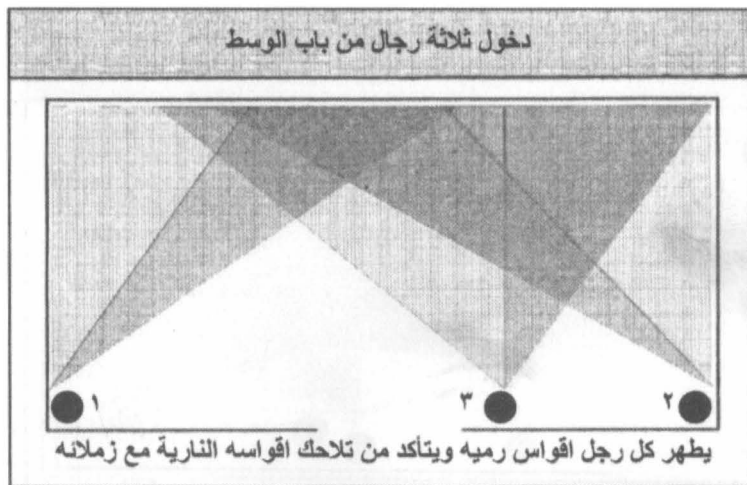 دخول ثلاثة رجال من باب الوسط
١
٣
٢
يطهر كل رجل اقواس رميه ويتأكد من تلاحك اقواسه النارية مع زملائه